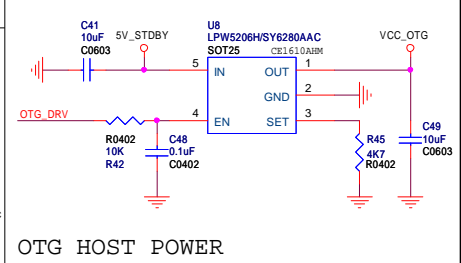 C41
10uF
C0603
5V_STDBY
U8
LPW5206H/SY6280AAC
SOT25
CE1610AHM
VCC_OTG
5
IN
OUT
1
GND
2
4
EN
SET
3
OTG_DRV
R0402
10K
R42
C48
0.1uF
C0402
R45
4K7
R0402
C49
10uF
C0603
OTG HOST POWER